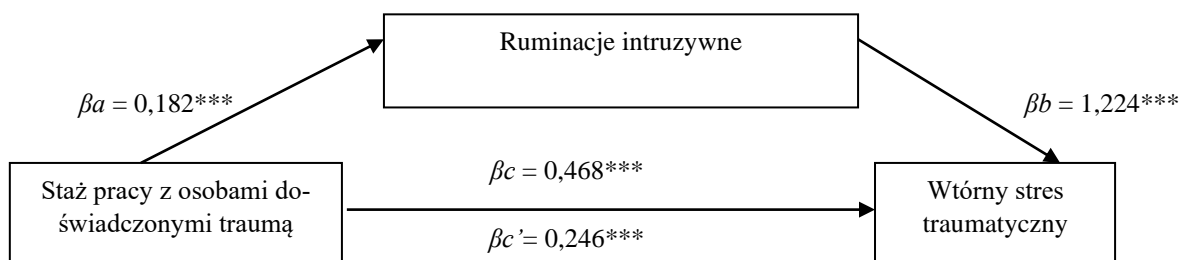 Ruminacje intruzywne
βa = 0,182***
βb = 1,224***
Staż pracy z osobami do-
świadczonymi traumą
βc = 0,468***
βc’= 0,246***
Wtórny stres
traumatyczny